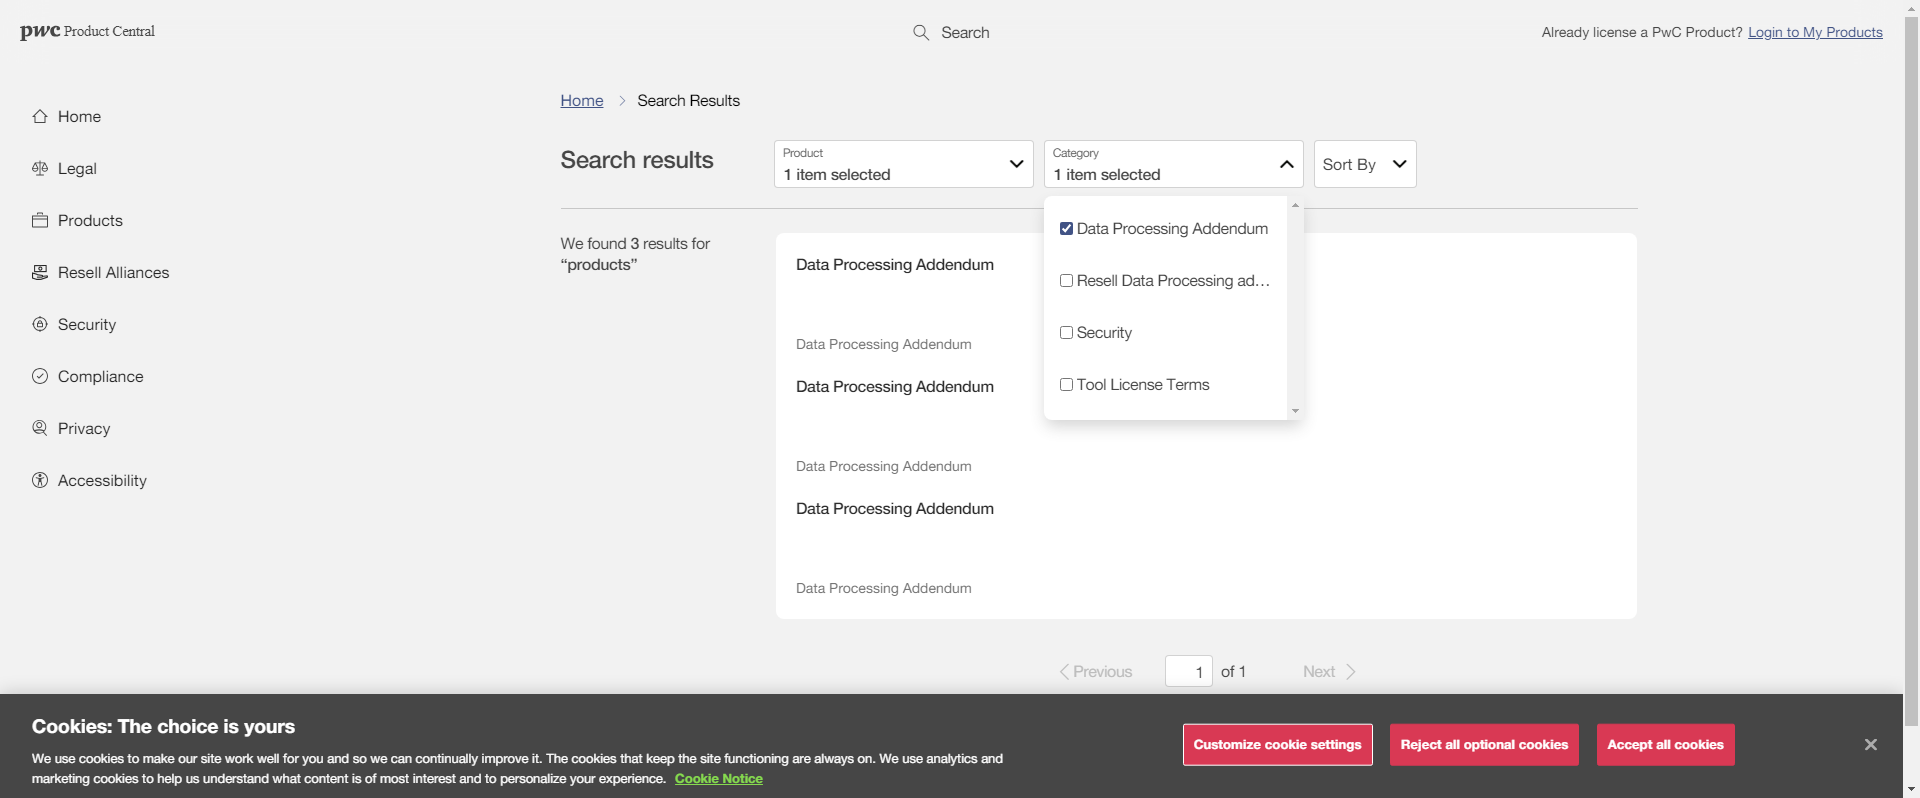 pwc Product Central
Search
Already license a PwC Product? Login to My Products
Home
Legal
Products
Resell Alliances
Security
Compliance
Privacy
Accessibility
Home > Search Results
Search results
Product
1 item selected
Category
1 item selected
Sort By
Data Processing Addendum
Resell Data Processing ad...
Security
Tool License Terms
We found 3 results for
“products”
Data Processing Addendum
Data Processing Addendum
Data Processing Addendum
Data Processing Addendum
Data Processing Addendum
Data Processing Addendum
Previous
1 of 1
Next
Cookies: The choice is yours
We use cookies to make our site work well for you and so we can continually improve it. The cookies that keep the site functioning are always on. We use analytics and
marketing cookies to help us understand what content is of most interest and to personalize your experience. Cookie Notice
Customize cookie settings
Reject all optional cookies
Accept all cookies